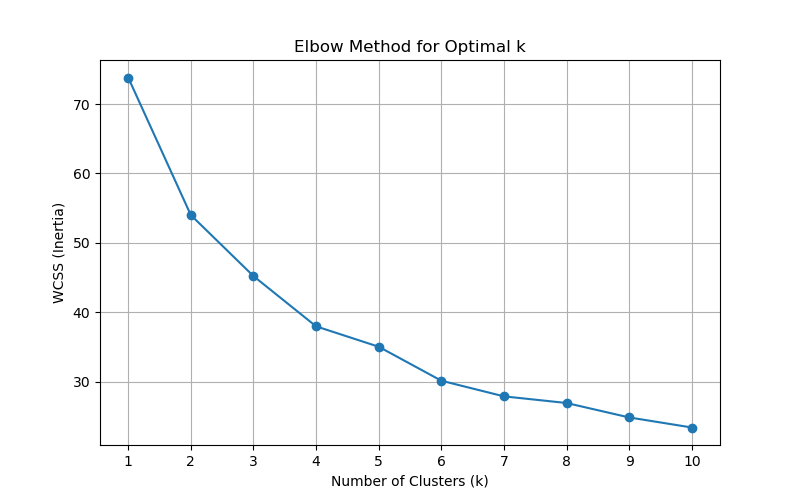 Elbow Method for Optimal k
WCSS (Inertia)
70
60
50
40
30
1 2 3 4 5 6 7 8 9 10
Number of Clusters (k)